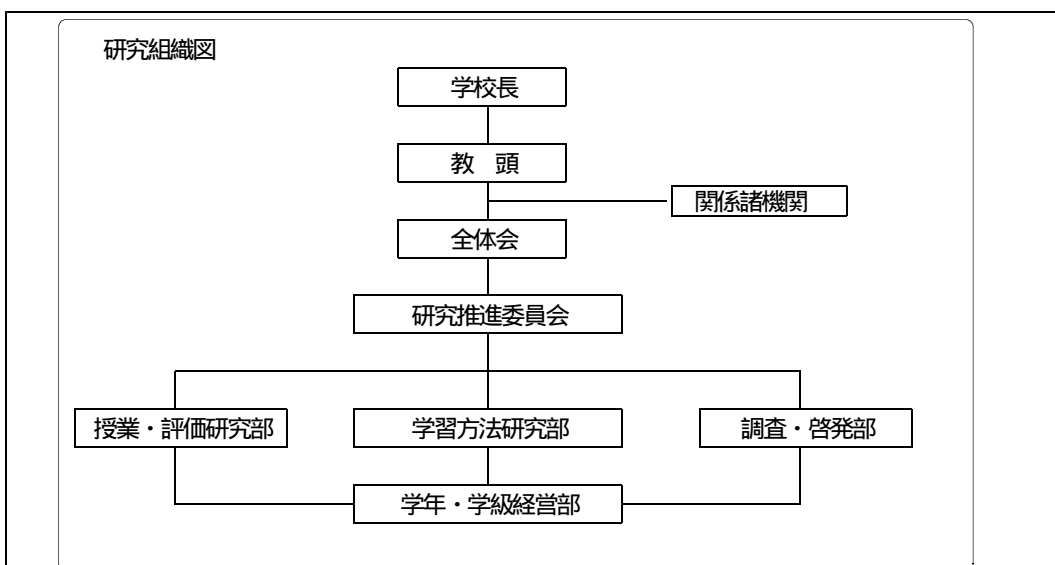 研究組織図
学校長
教　頭
関係諸機関
全体会
研究推進委員会
授業・評価研究部
学習方法研究部
調査・啓発部
学年・学級経営部